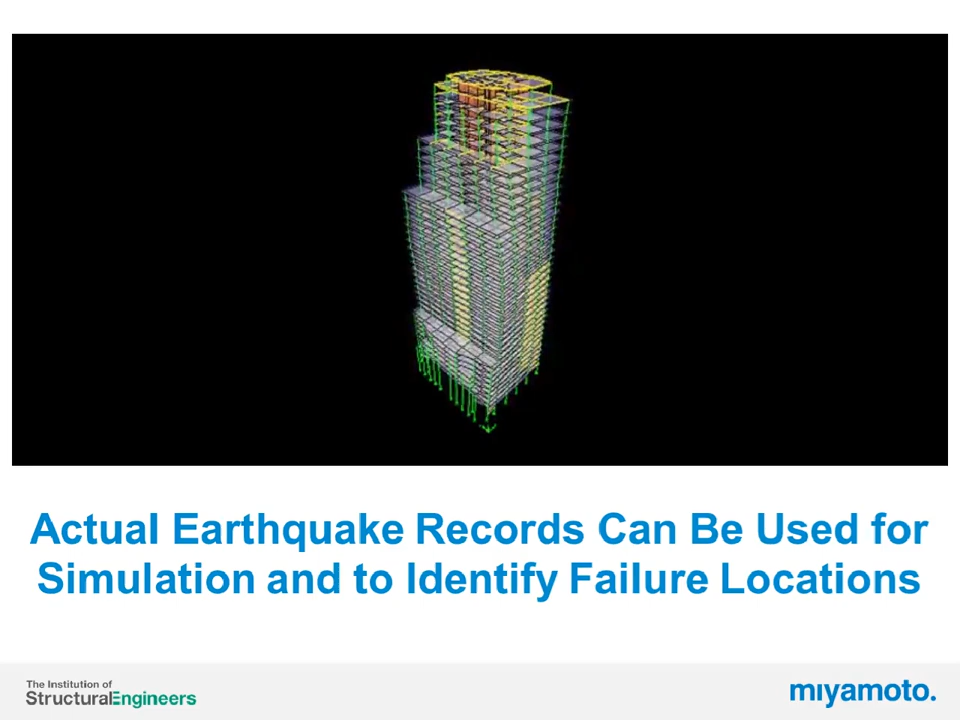 Actual Earthquake Records Can Be Used for
Simulation and to Identify Failure Locations
The Institution of
StructuralEngineers
miyamoto.